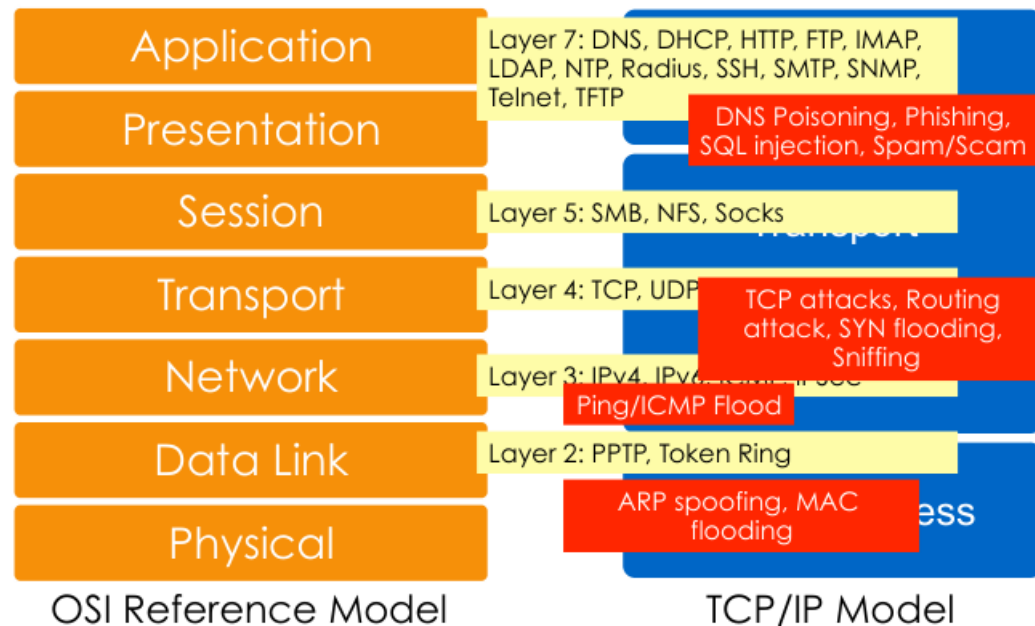 Application
Presentation
Session
Transport
Network
Data Link
Physical
OSI Reference Model
Layer 7: DNS, DHCP, HTTP, FTP, IMAP,
LDAP, NTP, Radius, SSH, SMTP, SNMP,
Telnet, TFTP
DNS Poisoning, Phishing,
SQL injection, Spam/Scam
Layer 5: SMB, NFS, Socks
Transport
Layer 4: TCP, UDP
TCP attacks, Routing
attack, SYN flooding,
Sniffing
Layer 3: IPv4, IPv6,
Ping/ICMP Flood
Layer 2: PPTP, Token Ring
ARP spoofing, MAC
flooding
ess
TCP/IP Model